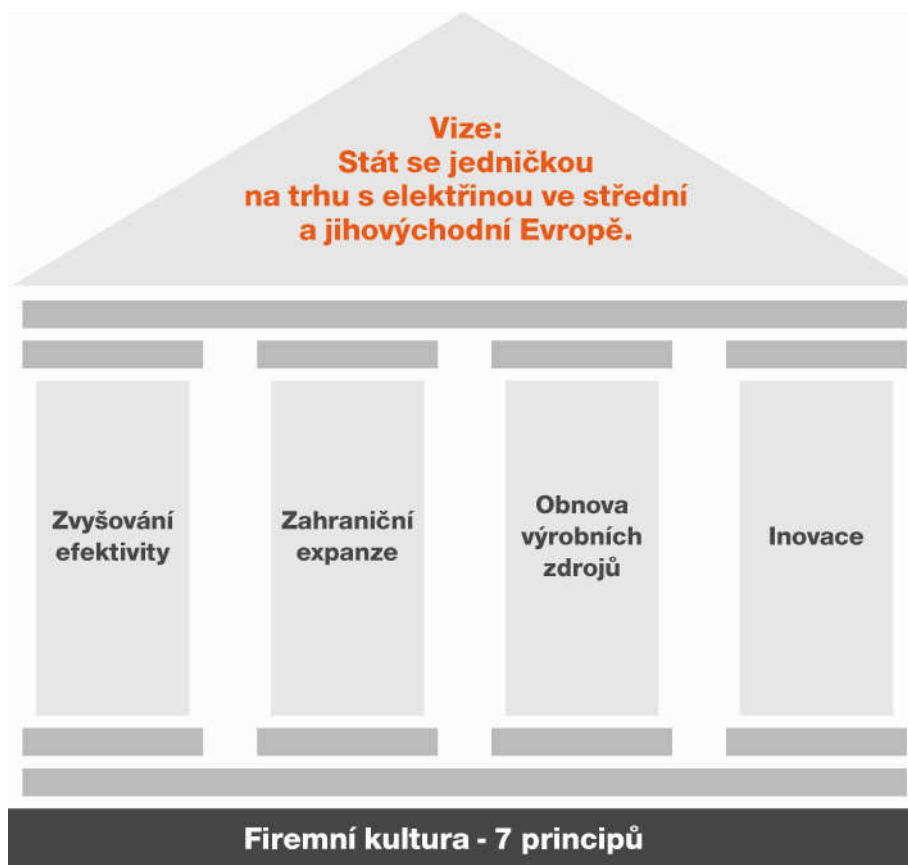 Vize:
Stát se jedničkou
na trhu s elektřinou ve střední
a jihovýchodní Evropě.
Zvyšování
efektivity
Zahraniční
expanze
Obnova
výrobních
zdrojů
Inovace
Firemní kultura - 7 principů